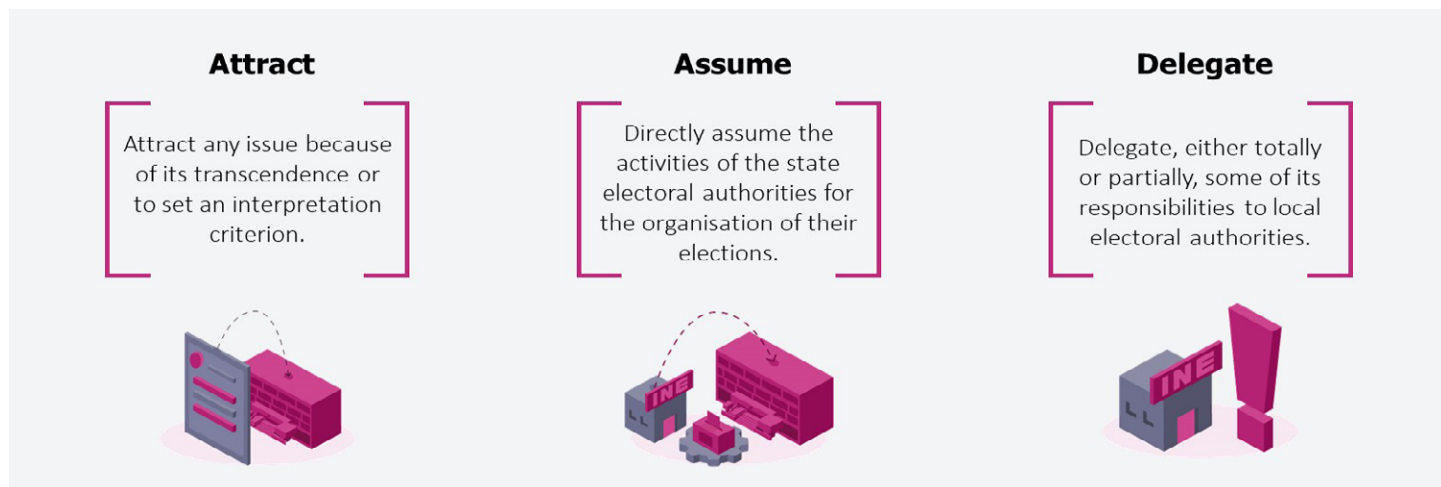 Attract
Attract any issue because
of its transcendence or
to set an interpretation
criterion.
Assume
Directly assume the
activities of the state
electoral authorities for
the organisation of their
elections.
INE
Delegate
Delegate, either totally
or partially, some of its
responsibilities to local
electoral authorities.
INE